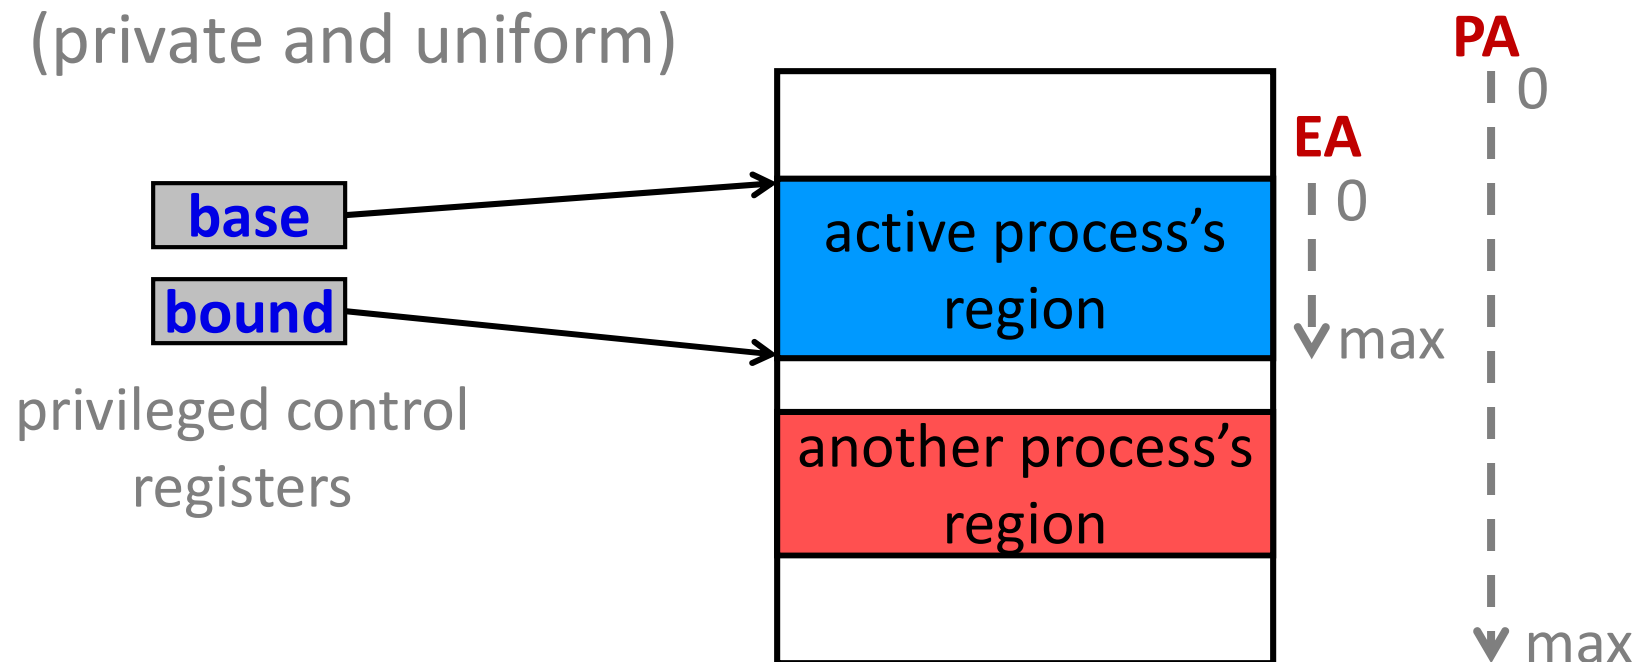 (private and uniform)
PA
0
EA
0
base
active process’s
region
bound
max
privileged control
registers
another process’s
region
max